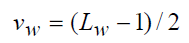 v_w = (L_w − 1) / 2